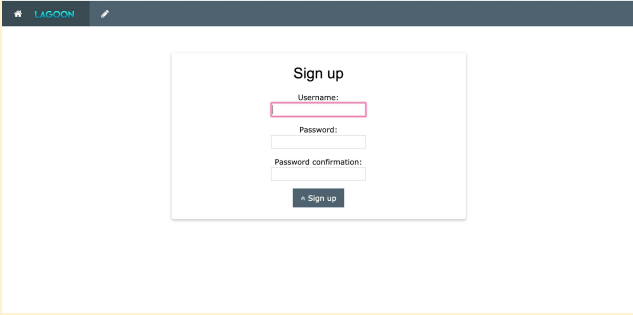 LAGOON
Sign up
Username:
Password:
Password confirmation:
Sign up